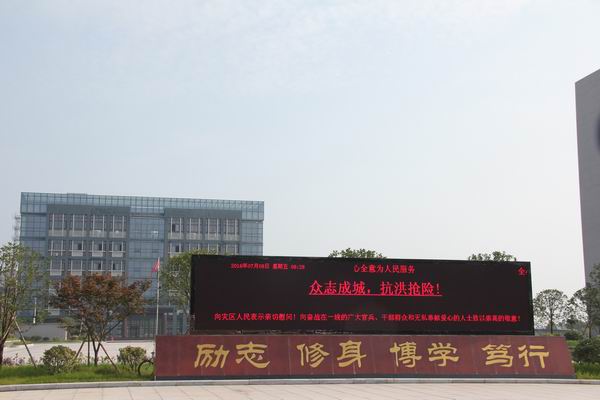 2016年07月08日 星期五 08:28 心全意为人民服务 全心
众志成城，抗洪抢险！
向灾区人民表示亲切慰问！向奋战在一线的广大官兵、干部群众和无私奉献爱心的人士致以崇高的敬意！
励志 修身 博学 笃行